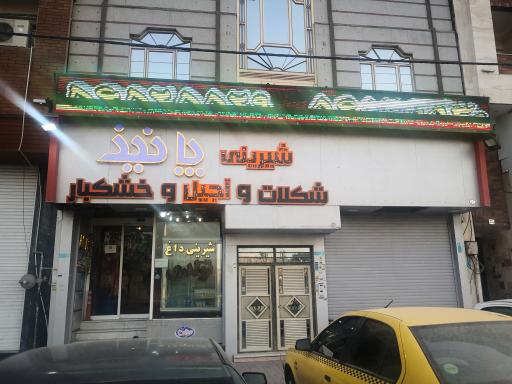 شیرینی پانیذ
شکلات و آجیل و خشکبار
شیرینی داغ